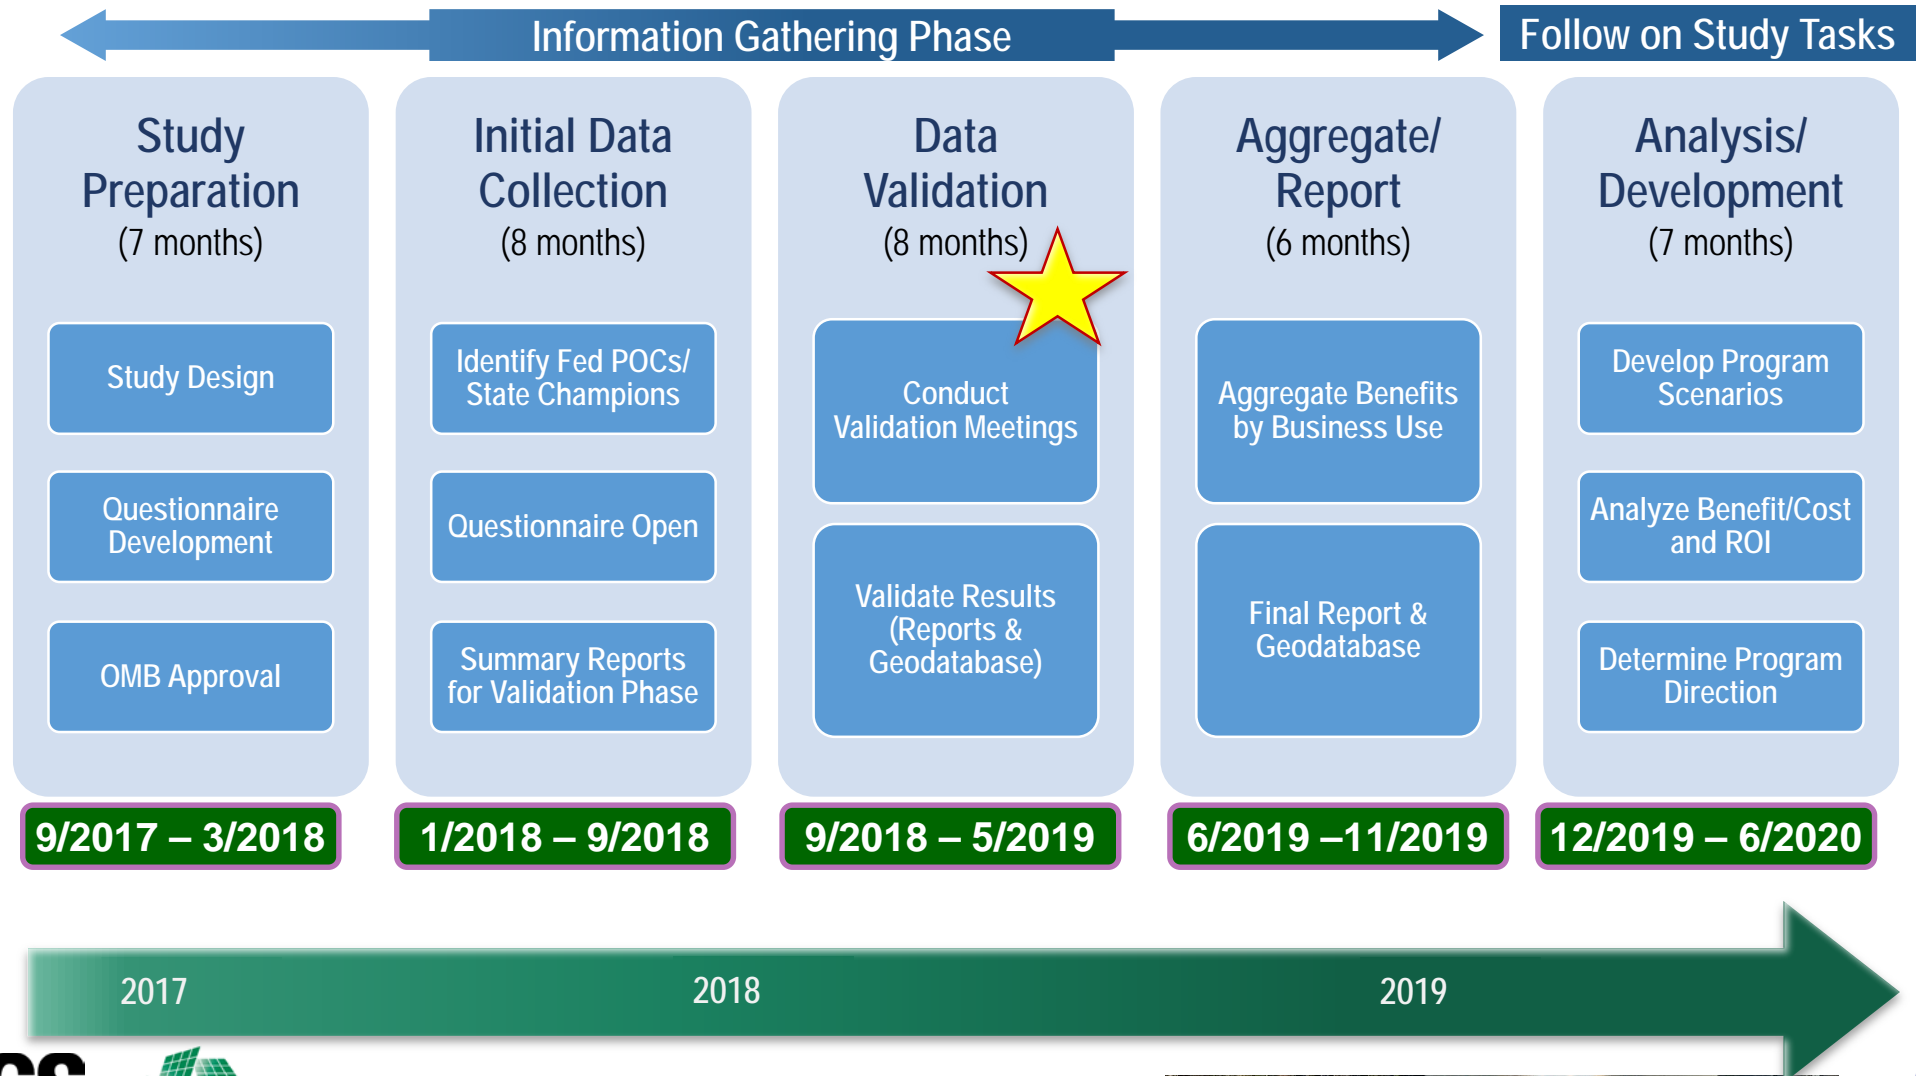 Information Gathering Phase
Follow on Study Tasks
Study
Preparation
(7 months)
Study Design
Questionnaire
Development
OMB Approval
9/2017 – 3/2018
Initial Data
Collection
(8 months)
Identify Fed POCs/
State Champions
Questionnaire Open
Summary Reports
for Validation Phase
1/2018 – 9/2018
Data
Validation
(8 months)
Conduct
Validation Meetings
Validate Results
(Reports &
Geodatabase)
9/2018 – 5/2019
Aggregate/
Report
(6 months)
Aggregate Benefits
by Business Use
Final Report &
Geodatabase
6/2019 –11/2019
Analysis/
Development
(7 months)
Develop Program
Scenarios
Analyze Benefit/Cost
and ROI
Determine Program
Direction
12/2019 – 6/2020
2017
2018
2019